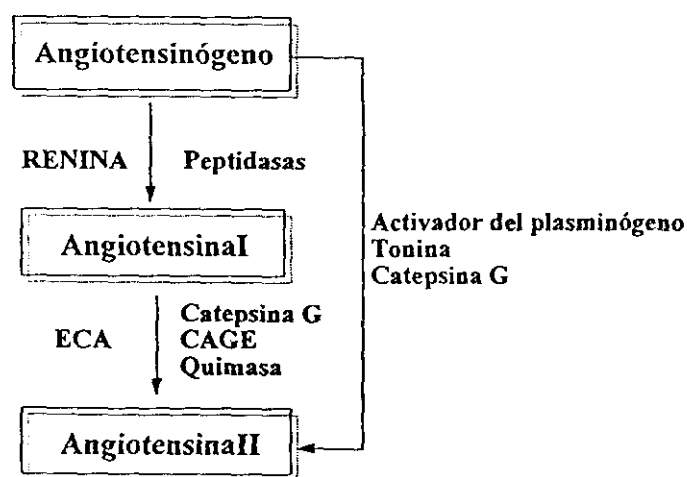 Angiotensinógeno
RENINA Peptidasas
AngiotensinaI
Activador del plasminógeno
Tonina
Catepsina G
ECA
Catepsina G
CAGE
Quimasa
AngiotensinaII